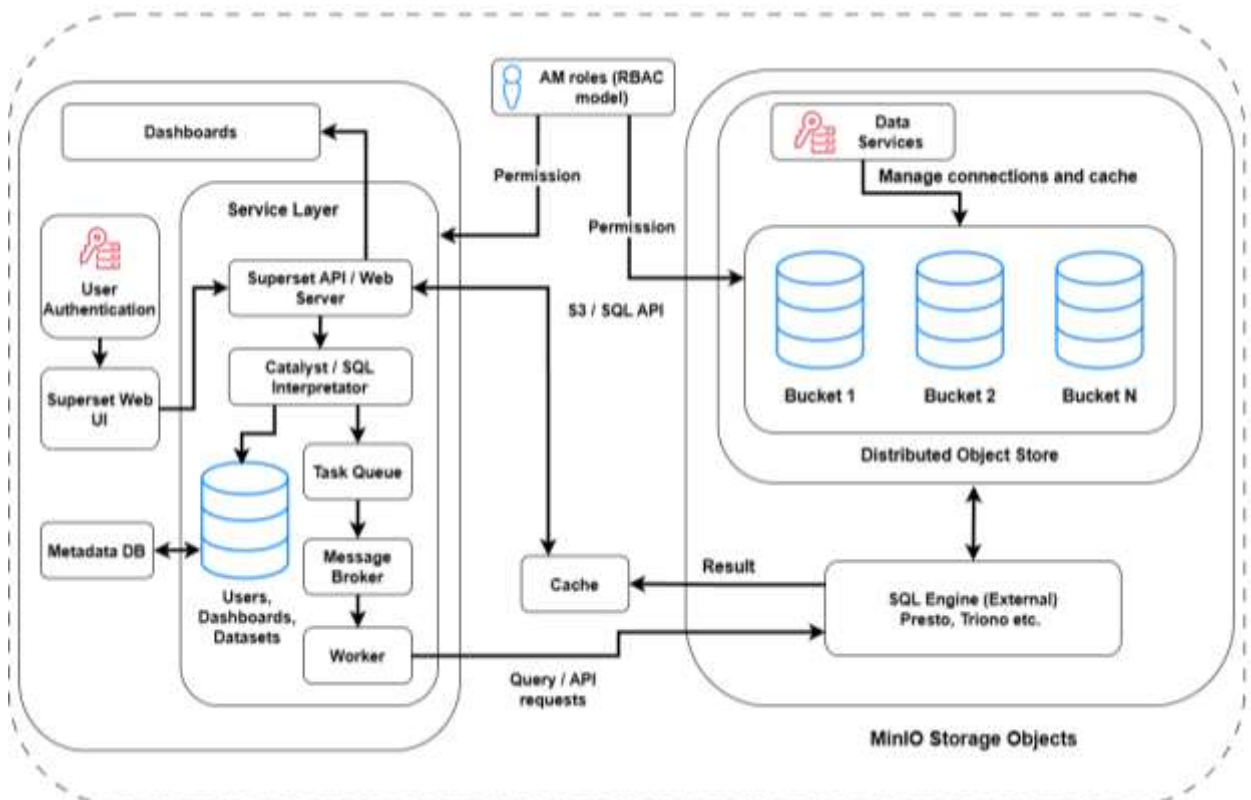 AM roles (RBAC
model)
Dashboards
Data
Services
Permission
Manage connections and cache
Service Layer
Permission
User
Authentication
Superset API / Web
Server
S3 / SQL API
Catalyst / SQL
Interpretator
Superset Web
UI
Bucket 1
Bucket 2
Bucket N
Distributed Object Store
Task Queue
Metadata DB
Message
Broker
Cache
Result
SQL Engine (External)
Presto, Triono etc.
Users,
Dashboards,
Datasets
Worker
Query / API
requests
MinIO Storage Objects